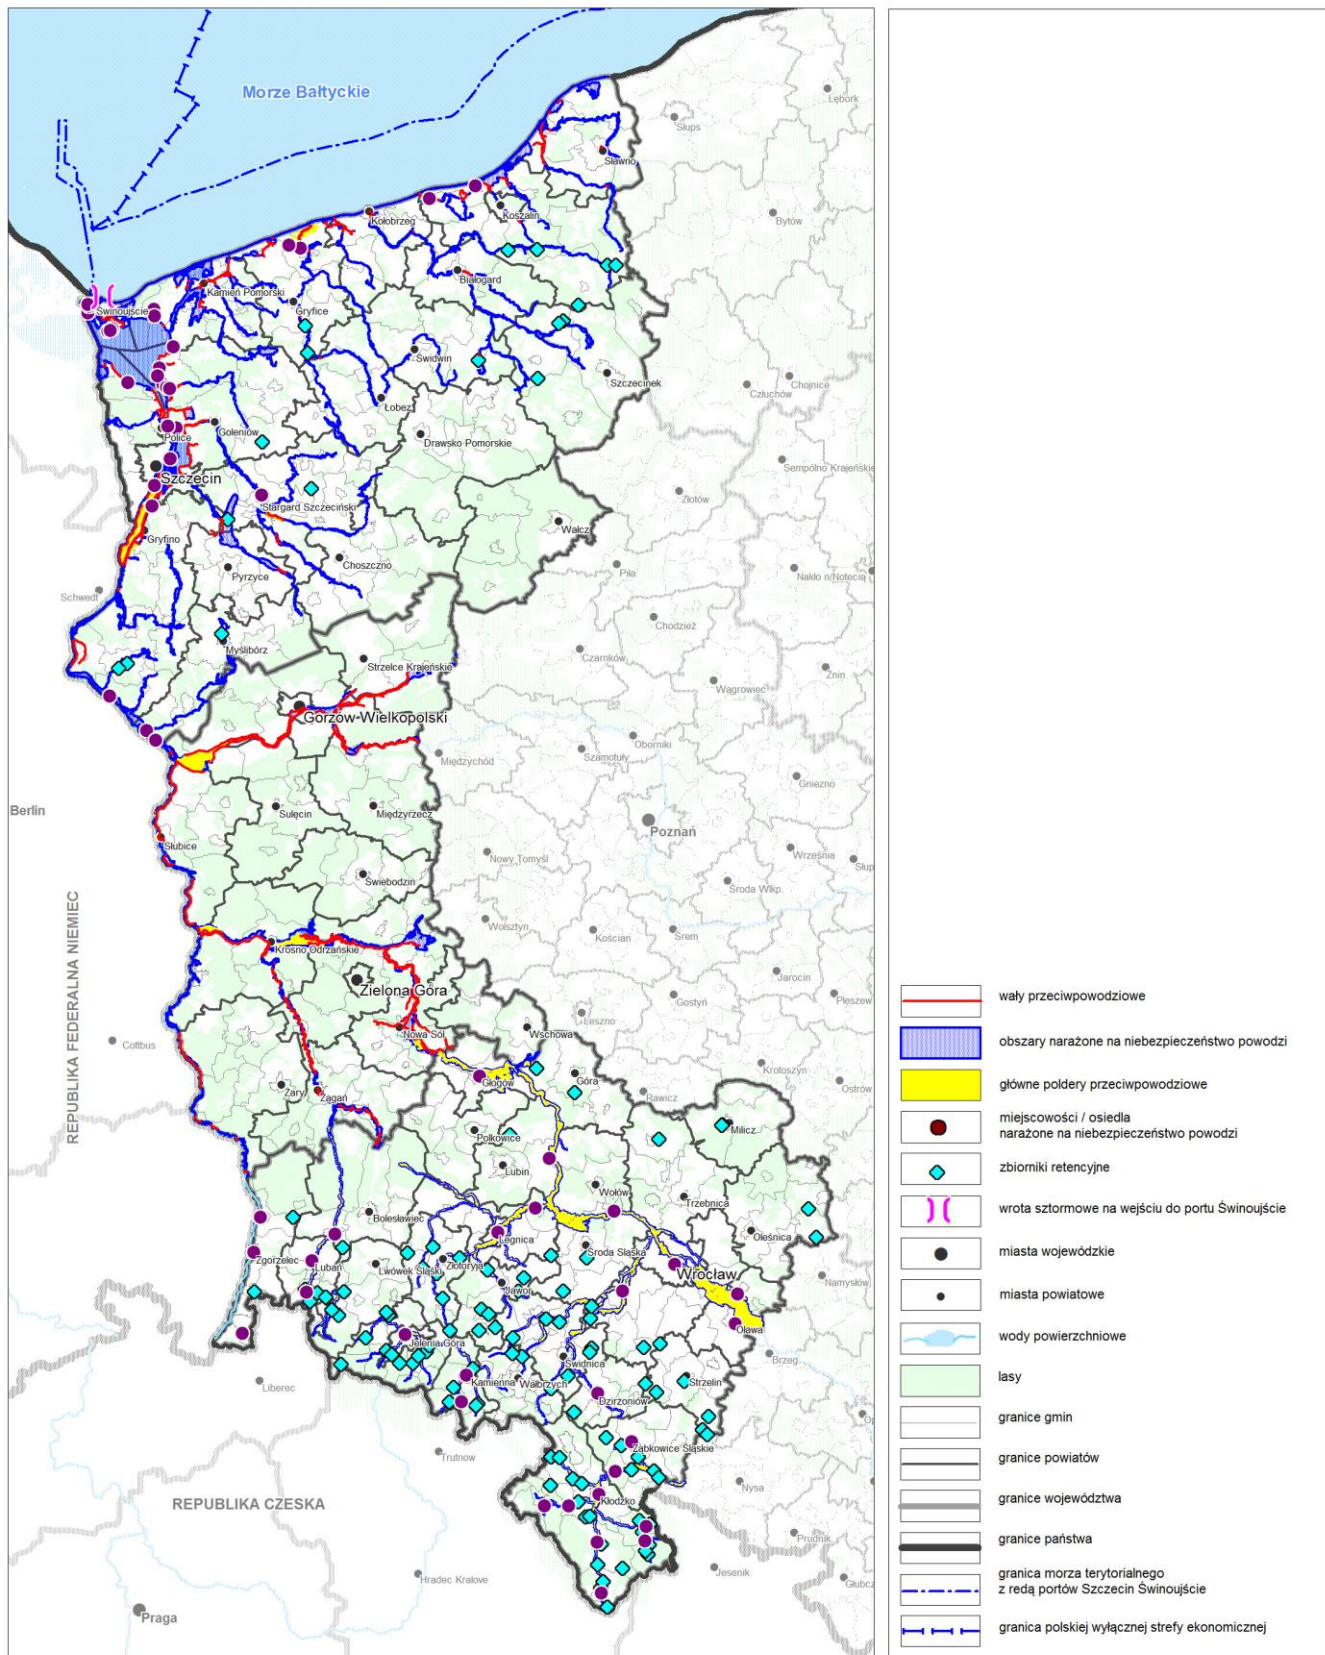 Morze Bałtyckie
Lębork
Słups
Sławno
Bytów
Koszalin
Kołobrzeg
Białogard
Kamień Pomorski
Gryfice
Świnoujście
Świdwin
Szczecinek
Chojnice
Człuchów
Łobez
Goleniów
Police
Drawsko Pomorskie
Sempólno Krajeńskie
Szczecin
Złotów
Stargard Szczeciński
Wałcz
Gryfino
Choszczno
Pyrzyce
Piła
Nakło n/Notecią
Schwedt
Chodzież
Myślibórz
Czarnków
Strzelce Krajeńskie
Żnin
Wągrowiec
Gorzów Wielkopolski
Oborniki
Międzychód
Szamotuły
Gniezno
Berlin
Sulęcin
Międzyrzecz
Poznań
Słubice
Września
Nowy Tomyśl
Słup
Świebodzin
Środa Wlkp.
REPUBLIKA FEDERALNA NIEMIEC
Wolsztyn
Kościan
Śrem
Krosno Odrzańskie
Jarocin
Zielona Góra
Pleszew
Gostyń
Leszno
Nowa Sól
Wschowa
Cottbus
Krotoszyn
Głogów
Góra
Żary
Żagań
Rawicz
Ostrów
Milicz
Polkowice
Lubin
Wołów
Trzebnica
Bolesławiec
Legnica
Oleśnica
Zgorzelec
Lubań
Lwówek Śląski
Złotoryja
Środa Śląska
Wrocław
Namysłów
Jawor
Oława
Jelenia Góra
Brzeg
Świdnica
Liberec
Kamienna
Wałbrzych
Strzelin
Dzirżoniów
Op
Trutnow
Ząbkowice Śląskie
Nysa
REPUBLIKA CZESKA
Kłodzko
Prudnik
Jesenik
Hradec Kralove
Głubcz
Praga
wały przeciwpowodziowe
obszary narażone na niebezpieczeństwo powodzi
główne poldery przeciwpowodziowe
miejscowości / osiedla
narażone na niebezpieczeństwo powodzi
zbiorniki retencyjne
wrota sztormowe na wejściu do portu Świnoujście
miasta wojewódzkie
miasta powiatowe
wody powierzchniowe
lasy
granice gmin
granice powiatów
granice województwa
granice państwa
granica morza terytorialnego
z redą portów Szczecin Świnoujście
granica polskiej wyłącznej strefy ekonomicznej